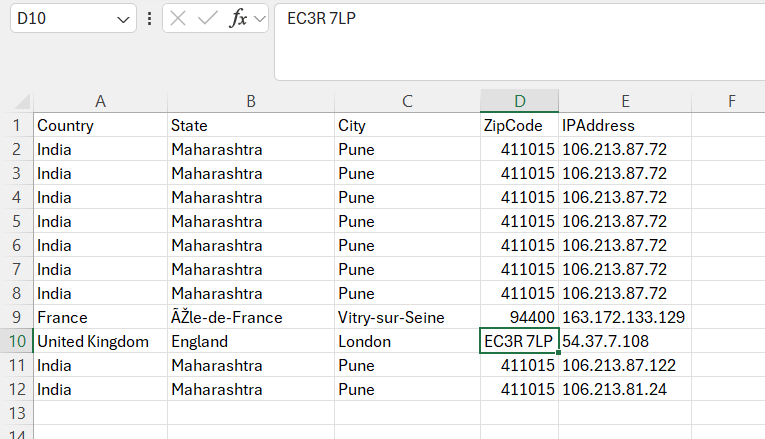 D10 fx EC3R 7LP
A B C D E F
1 Country State City ZipCode IPAddress
2 India Maharashtra Pune 411015 106.213.87.72
3 India Maharashtra Pune 411015 106.213.87.72
4 India Maharashtra Pune 411015 106.213.87.72
5 India Maharashtra Pune 411015 106.213.87.72
6 India Maharashtra Pune 411015 106.213.87.72
7 India Maharashtra Pune 411015 106.213.87.72
8 India Maharashtra Pune 411015 106.213.87.72
9 France ÃŽle-de-France Vitry-sur-Seine 94400 163.172.133.129
10 United Kingdom England London EC3R 7LP 54.37.7.108
11 India Maharashtra Pune 411015 106.213.87.122
12 India Maharashtra Pune 411015 106.213.81.24
13
14